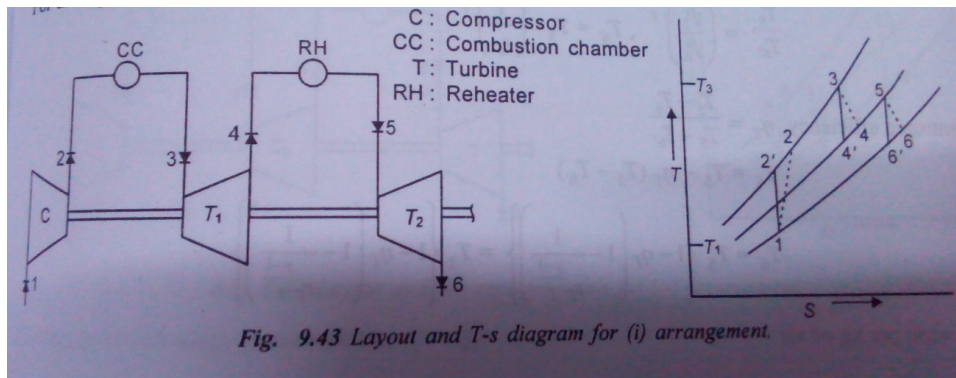 C : Compressor
CC : Combustion chamber
T : Turbine
RH : Reheater
CC
RH
2
3
4
5
C
T₁
T₂
1
6
T₃
T
T₁
3
5
2
2'
4
4'
6
6'
1
S
Fig. 9.43 Layout and T-s diagram for (i) arrangement.